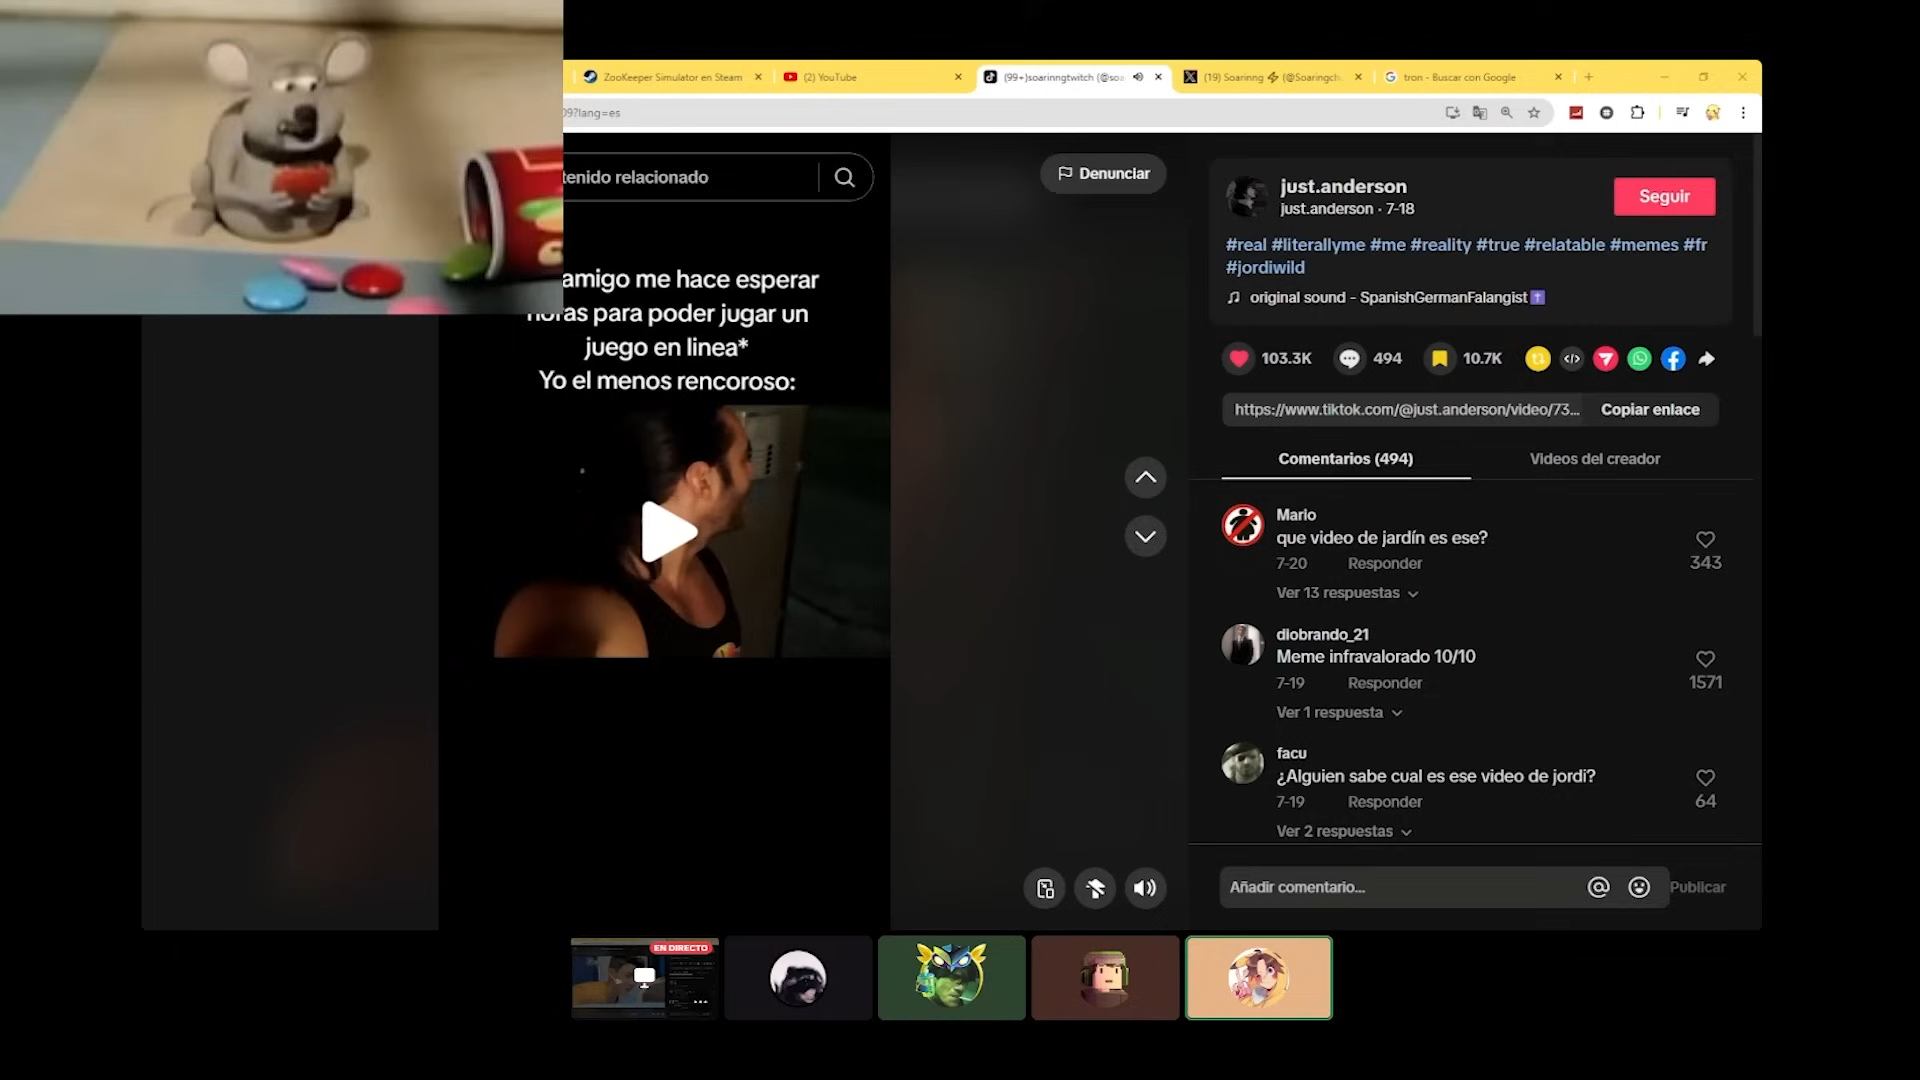 ZooKeeper Simulator en Steam
(2) YouTube
(99+)soarinngtwitch (@soa
(19) Soarinng ⚡ (@Soaringch
tron - Buscar con Google
09?lang=es
tenido relacionado
Denunciar
amigo me hace esperar
horas para poder jugar un
juego en linea*
Yo el menos rencoroso:
just.anderson
just.anderson · 7-18
Seguir
#real #literallyme #me #reality #true #relatable #memes #fr
#jordiwild
original sound - SpanishGermanFalangist✝️
103.3K
494
10.7K
https://www.tiktok.com/@just.anderson/video/73...
Copiar enlace
Comentarios (494)
Videos del creador
Mario
que video de jardín es ese?
7-20 Responder
343
Ver 13 respuestas
dlobrando_21
Meme infravalorado 10/10
7-19 Responder
1571
Ver 1 respuesta
facu
¿Alguien sabe cual es ese video de jordi?
7-19 Responder
64
Ver 2 respuestas
Añadir comentario...
Publicar
EN DIRECTO